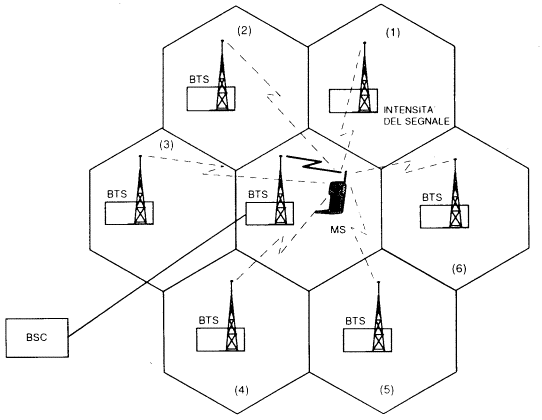 (2)
(1)
BTS
INTENSITA'
DEL SEGNALE
(3)
BTS
BTS
BTS
MS
(6)
BSC
BTS
BTS
(4)
(5)